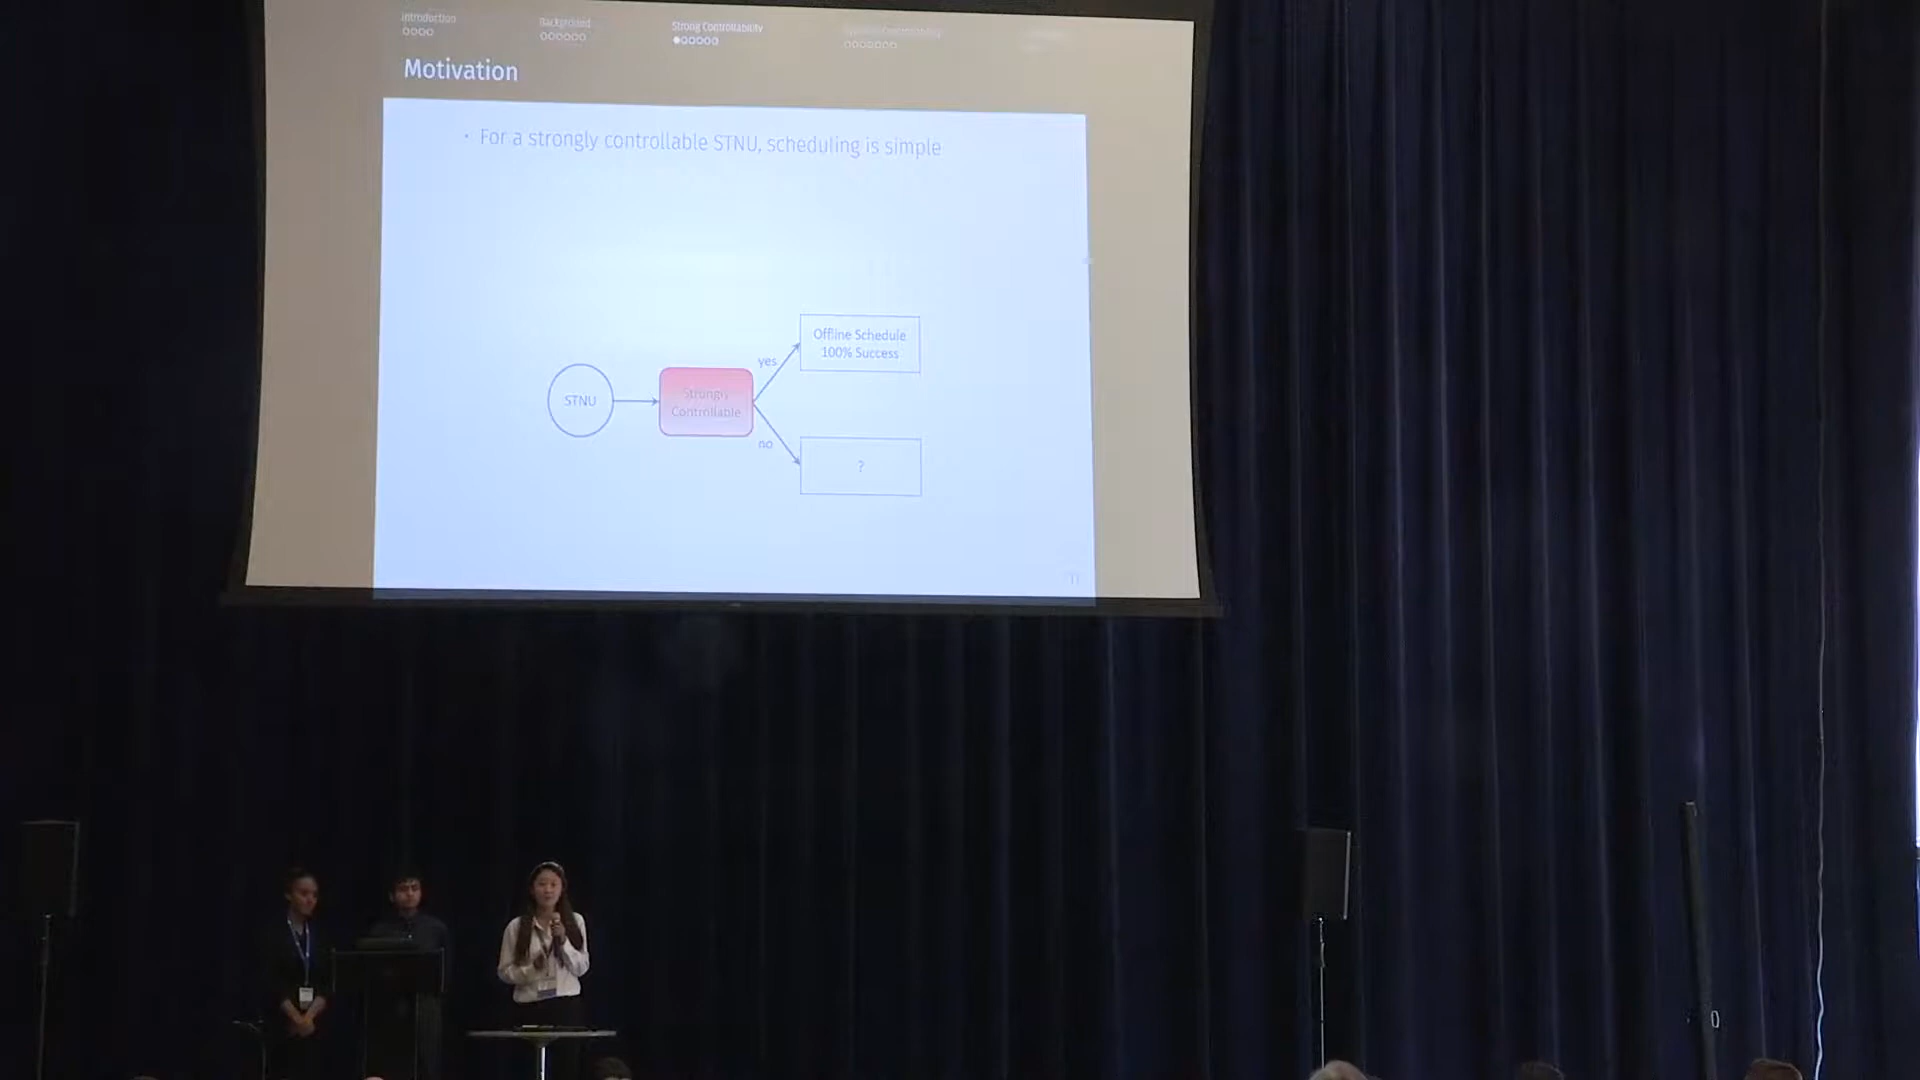 Introduction
Background
Strong Controllability
Motivation
• For a strongly controllable STNU, scheduling is simple
Offline Schedule
100% Success
yes
STNU
Strongly
Controllable
no
?
11